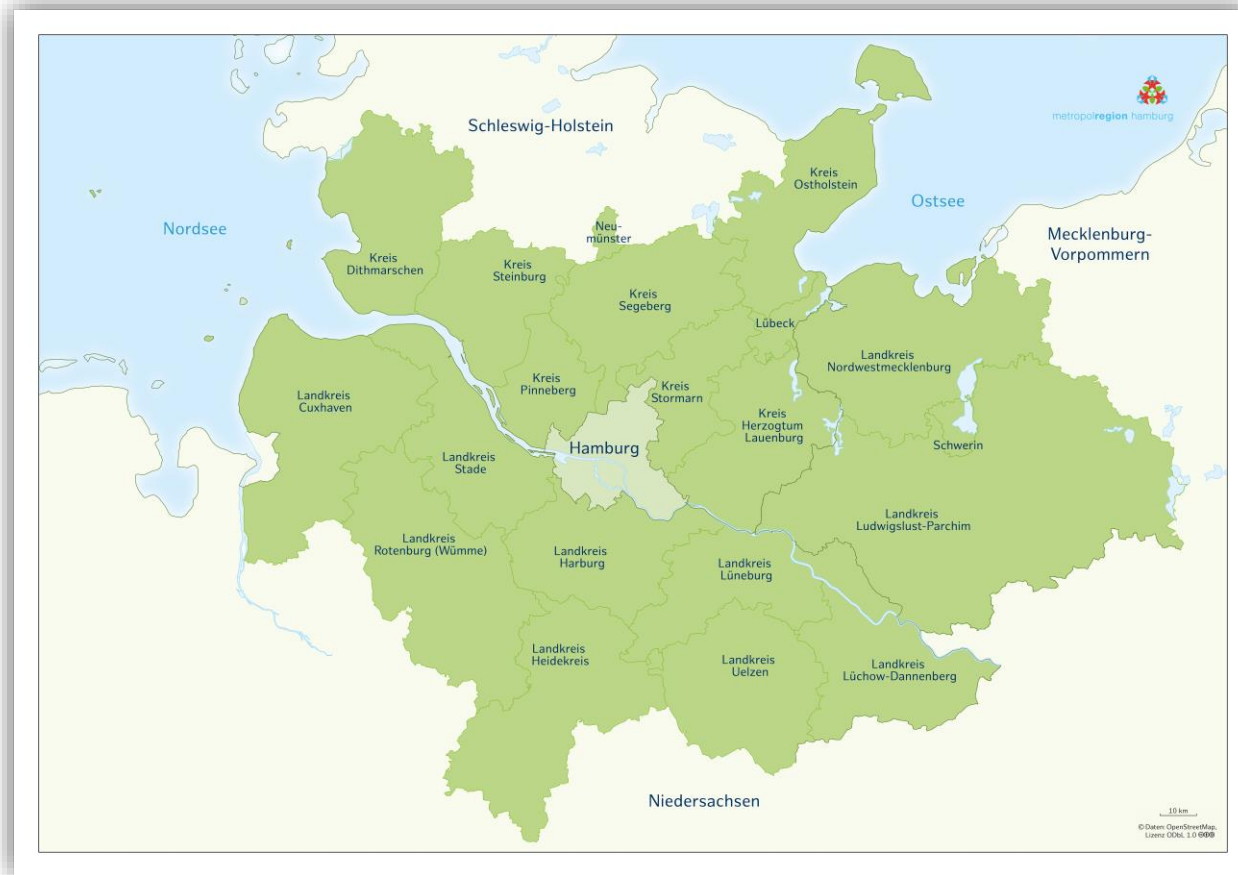 Schleswig-Holstein
metropolregion hamburg
Kreis
Ostholstein
Ostsee
Nordsee
Neu-
münster
Mecklenburg-
Vorpommern
Kreis
Dithmarschen
Kreis
Steinburg
Kreis
Segeberg
Lübeck
Landkreis
Nordwestmecklenburg
Landkreis
Cuxhaven
Kreis
Pinneberg
Kreis
Stormarn
Kreis
Herzogtum
Lauenburg
Hamburg
Schwerin
Landkreis
Stade
Landkreis
Ludwigslust-Parchim
Landkreis
Rotenburg (Wümme)
Landkreis
Harburg
Landkreis
Lüneburg
Landkreis
Heidekreis
Landkreis
Uelzen
Landkreis
Lüchow-Dannenberg
Niedersachsen
10 km
© Daten OpenStreetMap,
Lizenz ODbL 1.0